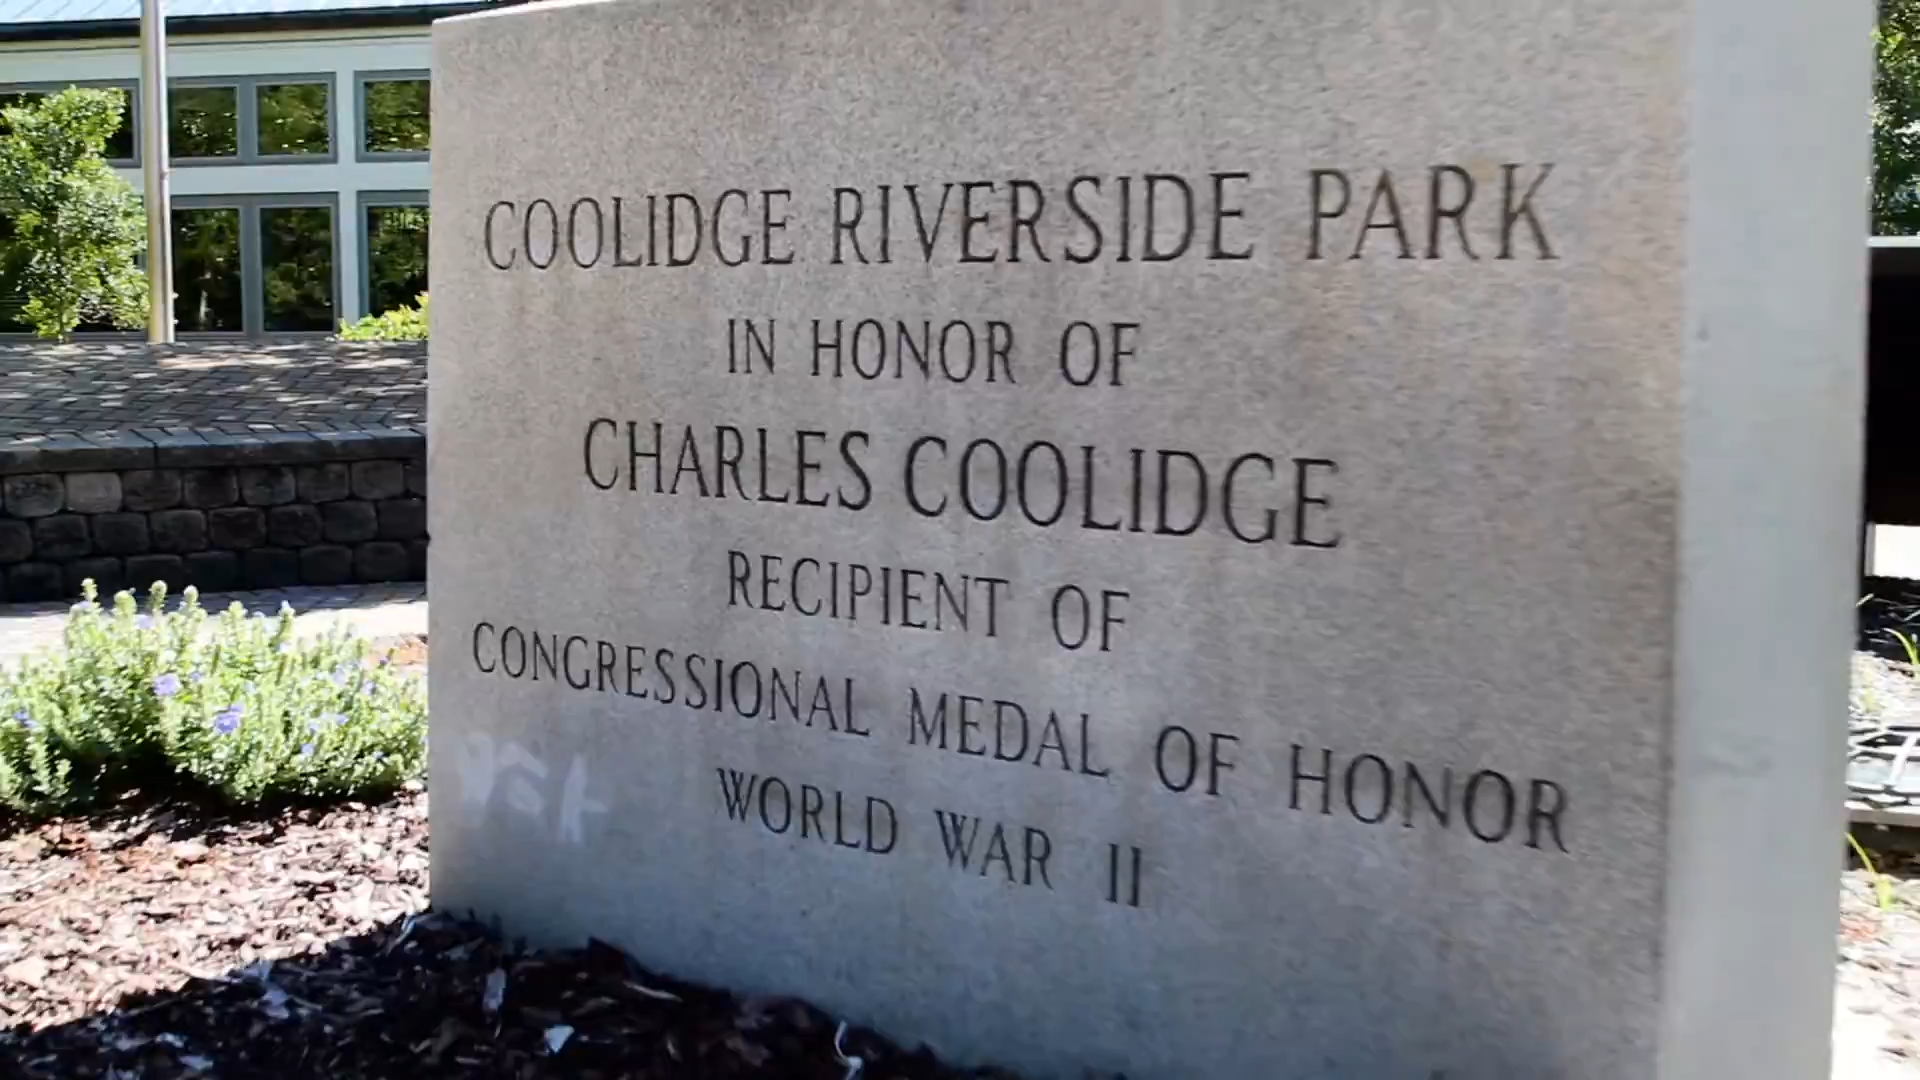 COOLIDGE RIVERSIDE PARK
IN HONOR OF
CHARLES COOLIDGE
RECIPIENT OF
CONGRESSIONAL MEDAL OF HONOR
WORLD WAR II